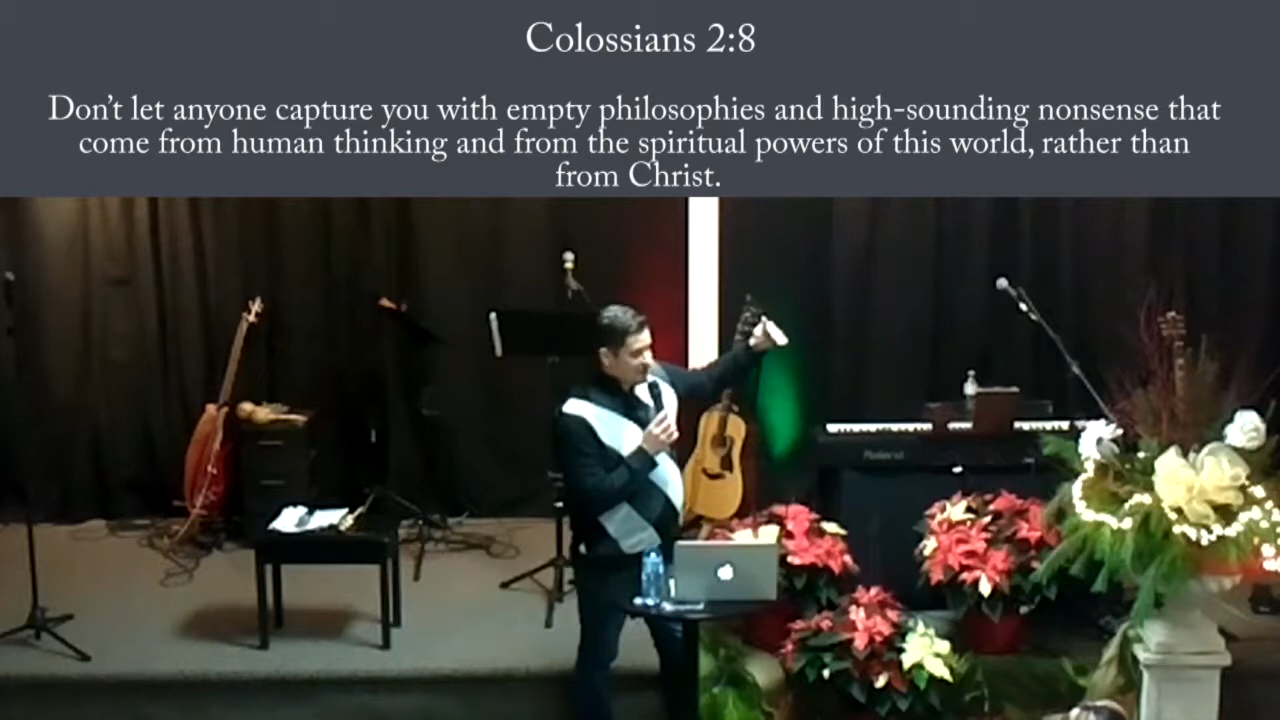 Colossians 2:8
Don't let anyone capture you with empty philosophies and high-sounding nonsense that
come from human thinking and from the spiritual powers of this world, rather than
from Christ.
Roland